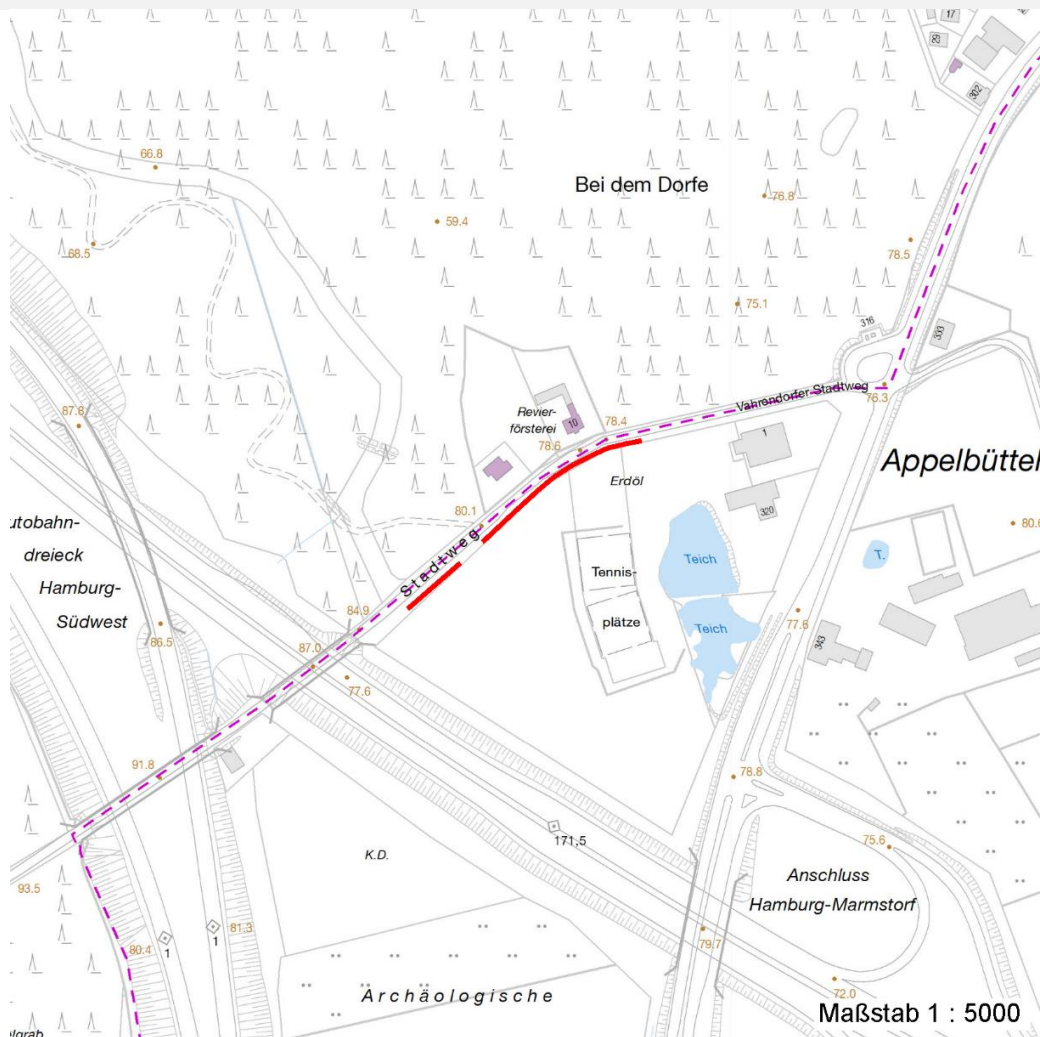 17
29
302
66.8
Bei dem Dorfe
76.8
59.4
78.5
68.5
75.1
316
333
87.8
Vahrendorfer Stadtweg
76.3
Revier-
försterei
10
78.4
78.6
1
Appelbüttel
Erdöl
320
80.1
80.6
utobahn-
dreieck
Hamburg-
Südwest
Stadtweg
Teich
T.
Tennis-
plätze
Teich
84.9
86.5
77.6
343
87.0
77.6
91.8
78.8
171,5
75.6
K.D.
93.5
Anschluss
Hamburg-Marmstorf
80.4
1
81.3
1
79.7
72.0
Archäologische
Maßstab 1 : 5000
elgrab